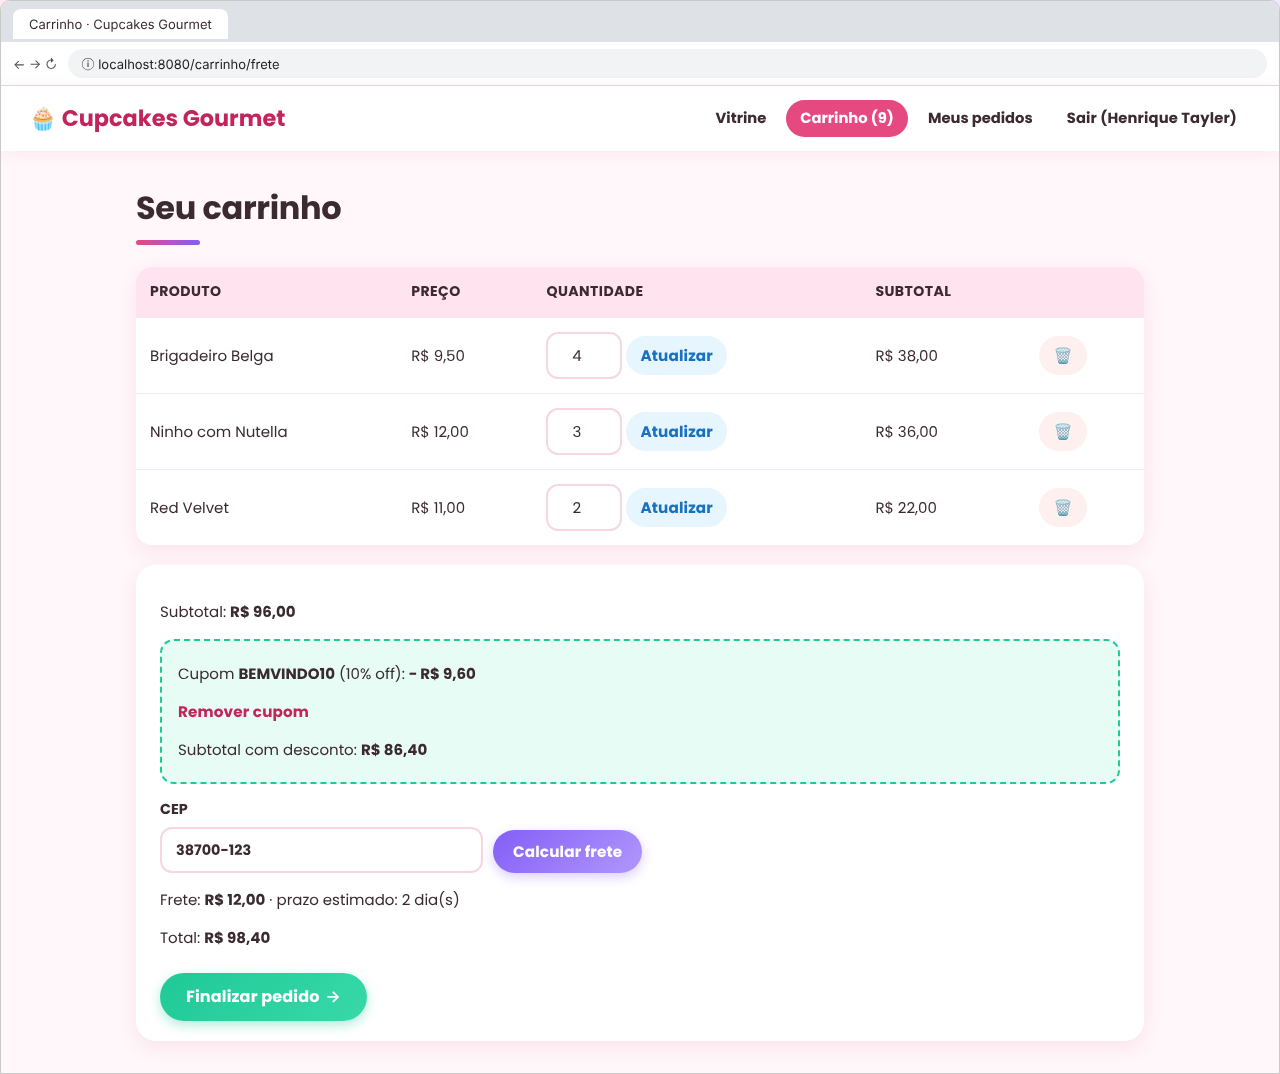 Carrinho · Cupcakes Gourmet
localhost:8080/carrinho/frete
Cupcakes Gourmet Vitrine Carrinho (9) Meus pedidos Sair (Henrique Tayler)
Seu carrinho
PRODUTO PREÇO QUANTIDADE SUBTOTAL
Brigadeiro Belga R$ 9,50 4 Atualizar R$ 38,00
Ninho com Nutella R$ 12,00 3 Atualizar R$ 36,00
Red Velvet R$ 11,00 2 Atualizar R$ 22,00
Subtotal: R$ 96,00
Cupom BEMVINDO10 (10% off): - R$ 9,60
Remover cupom
Subtotal com desconto: R$ 86,40
CEP
38700-123 Calcular frete
Frete: R$ 12,00 · prazo estimado: 2 dia(s)
Total: R$ 98,40
Finalizar pedido →